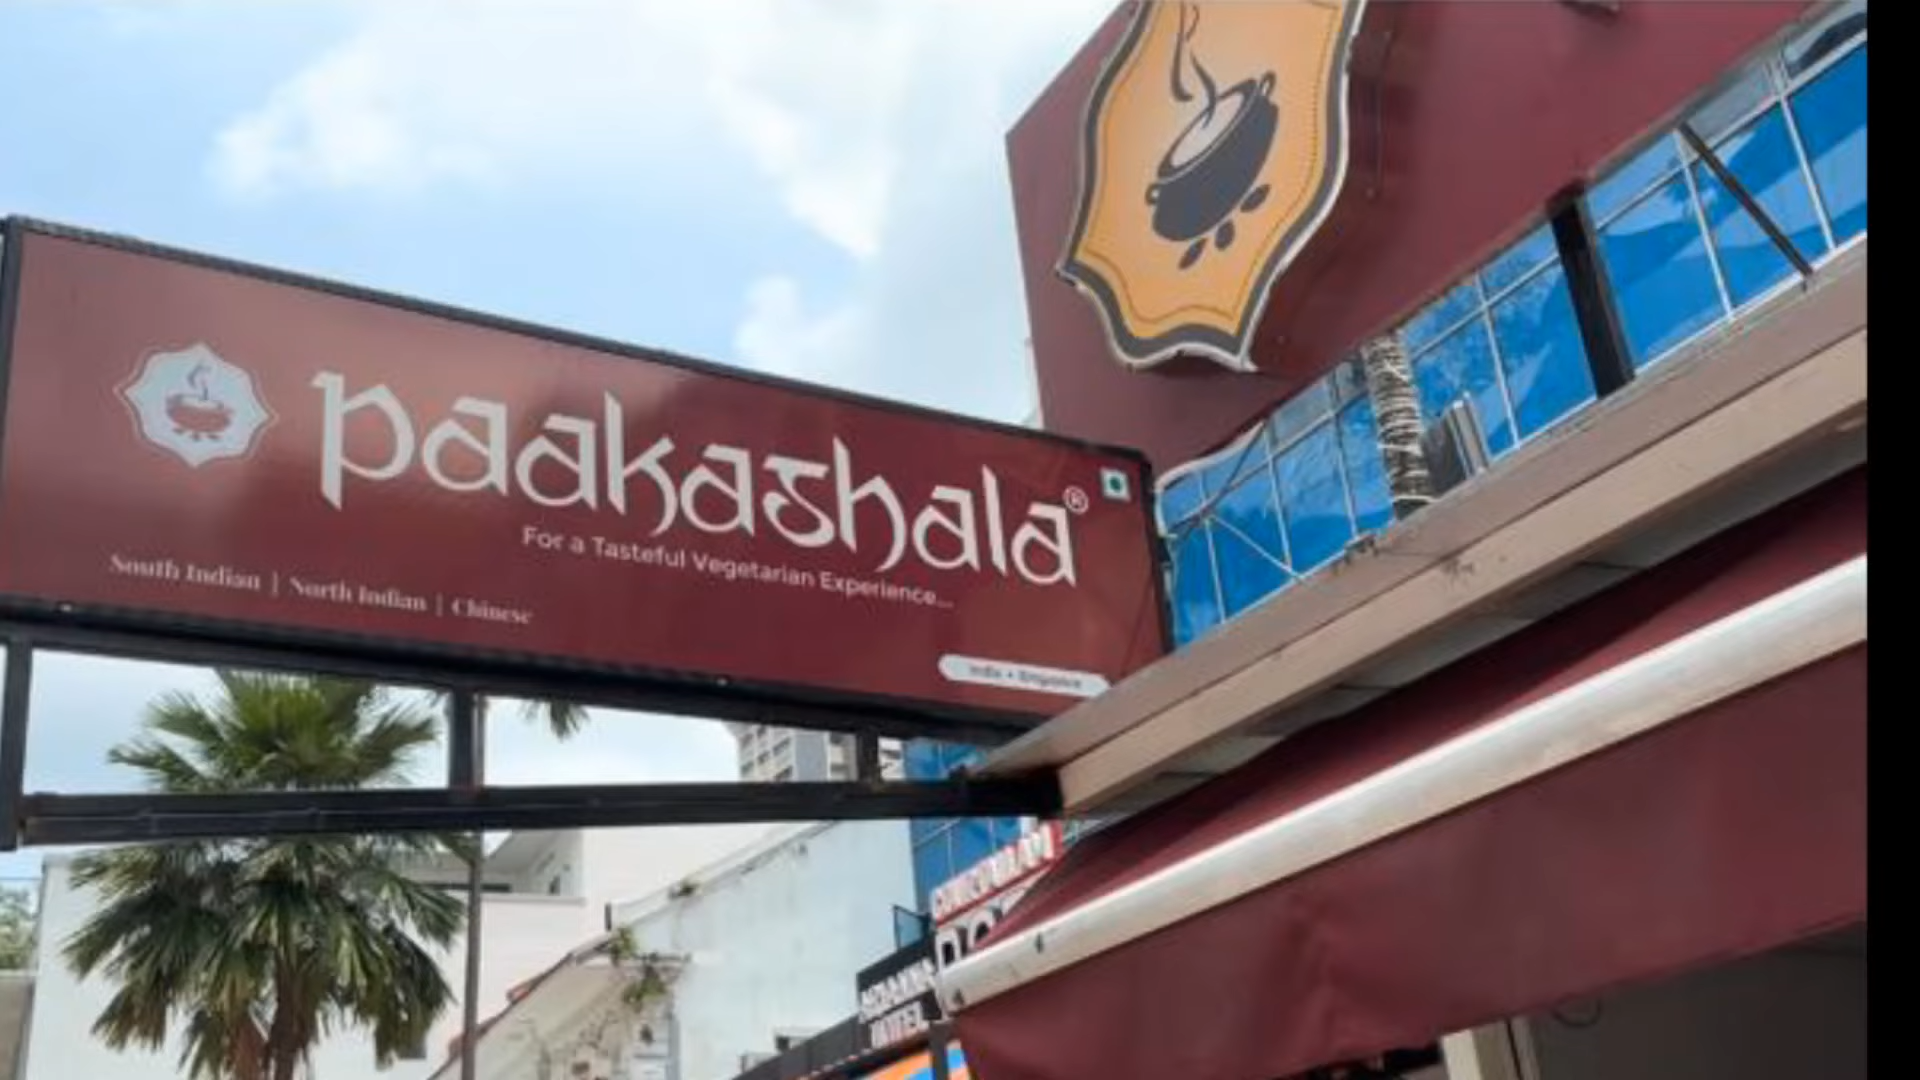 paakashala®
For a Tasteful Vegetarian Experience...
South Indian | North Indian | Chinese
India • Singapore